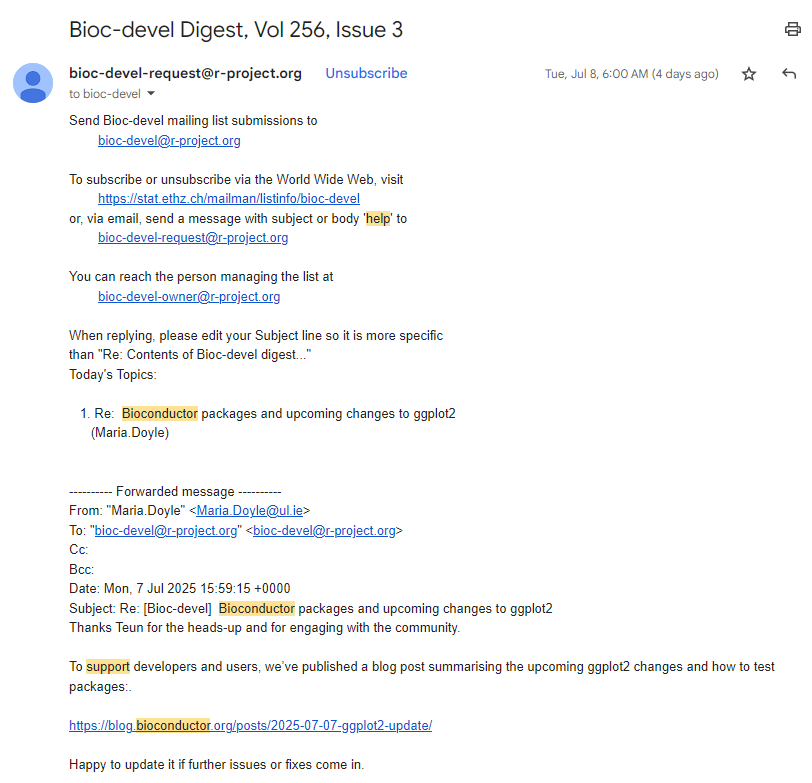 Bioc-devel Digest, Vol 256, Issue 3
bioc-devel-request@r-project.org Unsubscribe Tue, Jul 8, 6:00 AM (4 days ago)
to bioc-devel
Send Bioc-devel mailing list submissions to
bioc-devel@r-project.org
To subscribe or unsubscribe via the World Wide Web, visit
https://stat.ethz.ch/mailman/listinfo/bioc-devel
or, via email, send a message with subject or body 'help' to
bioc-devel-request@r-project.org
You can reach the person managing the list at
bioc-devel-owner@r-project.org
When replying, please edit your Subject line so it is more specific
than "Re: Contents of Bioc-devel digest..."
Today's Topics:
1. Re: Bioconductor packages and upcoming changes to ggplot2
(Maria.Doyle)
---------- Forwarded message ----------
From: "Maria.Doyle" <Maria.Doyle@ul.ie>
To: "bioc-devel@r-project.org" <bioc-devel@r-project.org>
Cc:
Bcc:
Date: Mon, 7 Jul 2025 15:59:15 +0000
Subject: Re: [Bioc-devel] Bioconductor packages and upcoming changes to ggplot2
Thanks Teun for the heads-up and for engaging with the community.
To support developers and users, we've published a blog post summarising the upcoming ggplot2 changes and how to test
packages:.
https://blog.bioconductor.org/posts/2025-07-07-ggplot2-update/
Happy to update it if further issues or fixes come in.